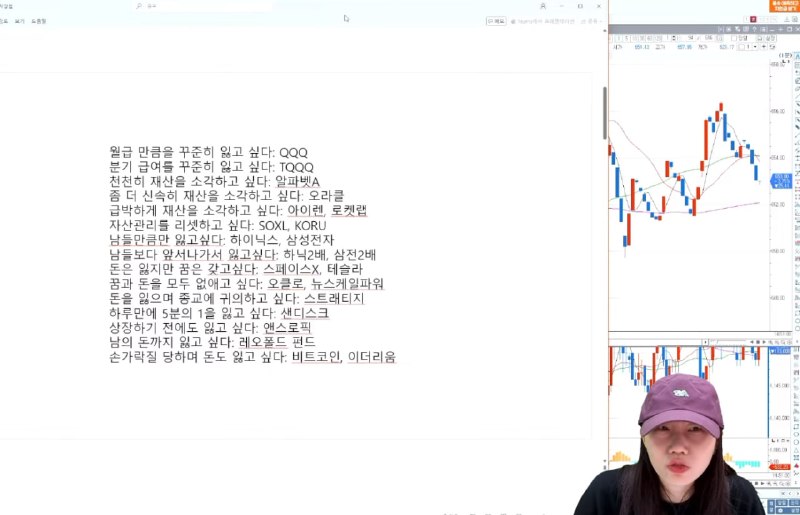 보기 도움말
메모
월급 만큼을 꾸준히 잃고 싶다: QQQ
분기 급여를 꾸준히 잃고 싶다: TQQQ
천천히 재산을 소각하고 싶다: 알파벳A
좀 더 신속히 재산을 소각하고 싶다: 오라클
급박하게 재산을 소각하고 싶다: 아이렌, 로켓랩
자산관리를 리셋하고 싶다: SOXL, KORU
남들만큼만 잃고싶다: 하이닉스, 삼성전자
남들보다 앞서나가서 잃고싶다: 하닉2배, 삼전2배
돈은 잃지만 꿈은 갖고싶다: 스페이스X, 테슬라
꿈과 돈을 모두 없애고 싶다: 오클로, 뉴스케일파워
돈을 잃으며 종교에 귀의하고 싶다: 스트래티지
하루만에 5분의 1을 잃고 싶다: 샌디스크
상장하기 전에도 잃고 싶다: 앤스로픽
남의 돈까지 잃고 싶다: 레오폴드 펀드
손가락질 당하며 돈도 잃고 싶다: 비트코인, 이더리움